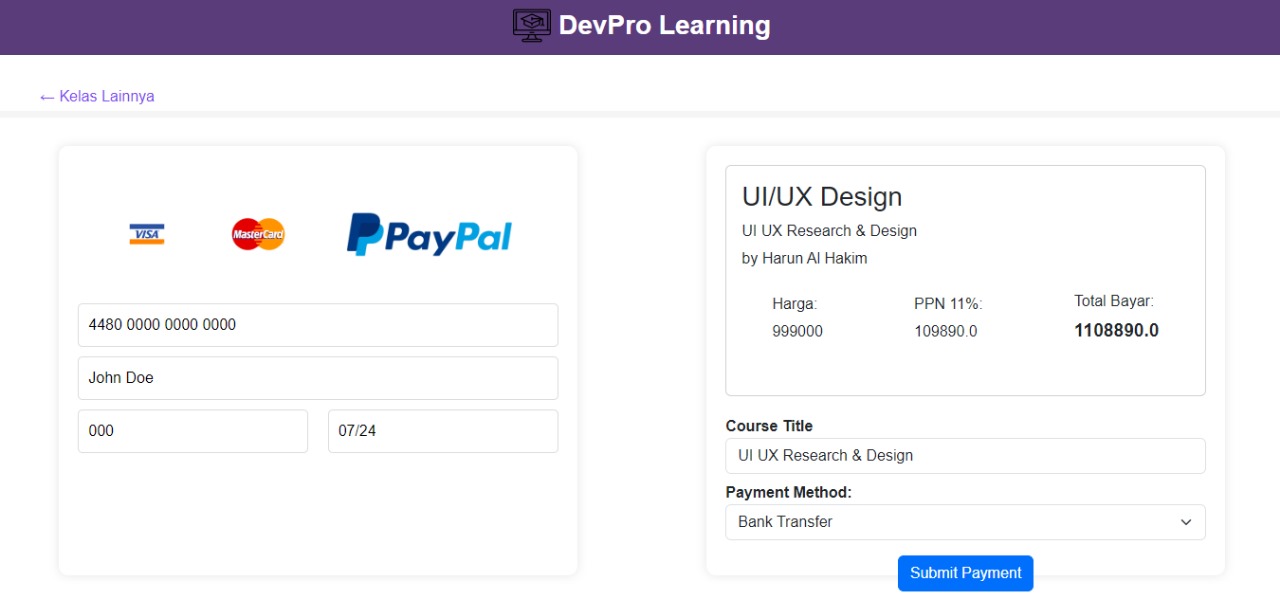 DevPro Learning
← Kelas Lainnya
VISA MasterCard PayPal
4480 0000 0000 0000
John Doe
000 07/24
UI/UX Design
UI UX Research & Design
by Harun Al Hakim
Harga: PPN 11%: Total Bayar:
999000 109890.0 1108890.0
Course Title
UI UX Research & Design
Payment Method:
Bank Transfer
Submit Payment